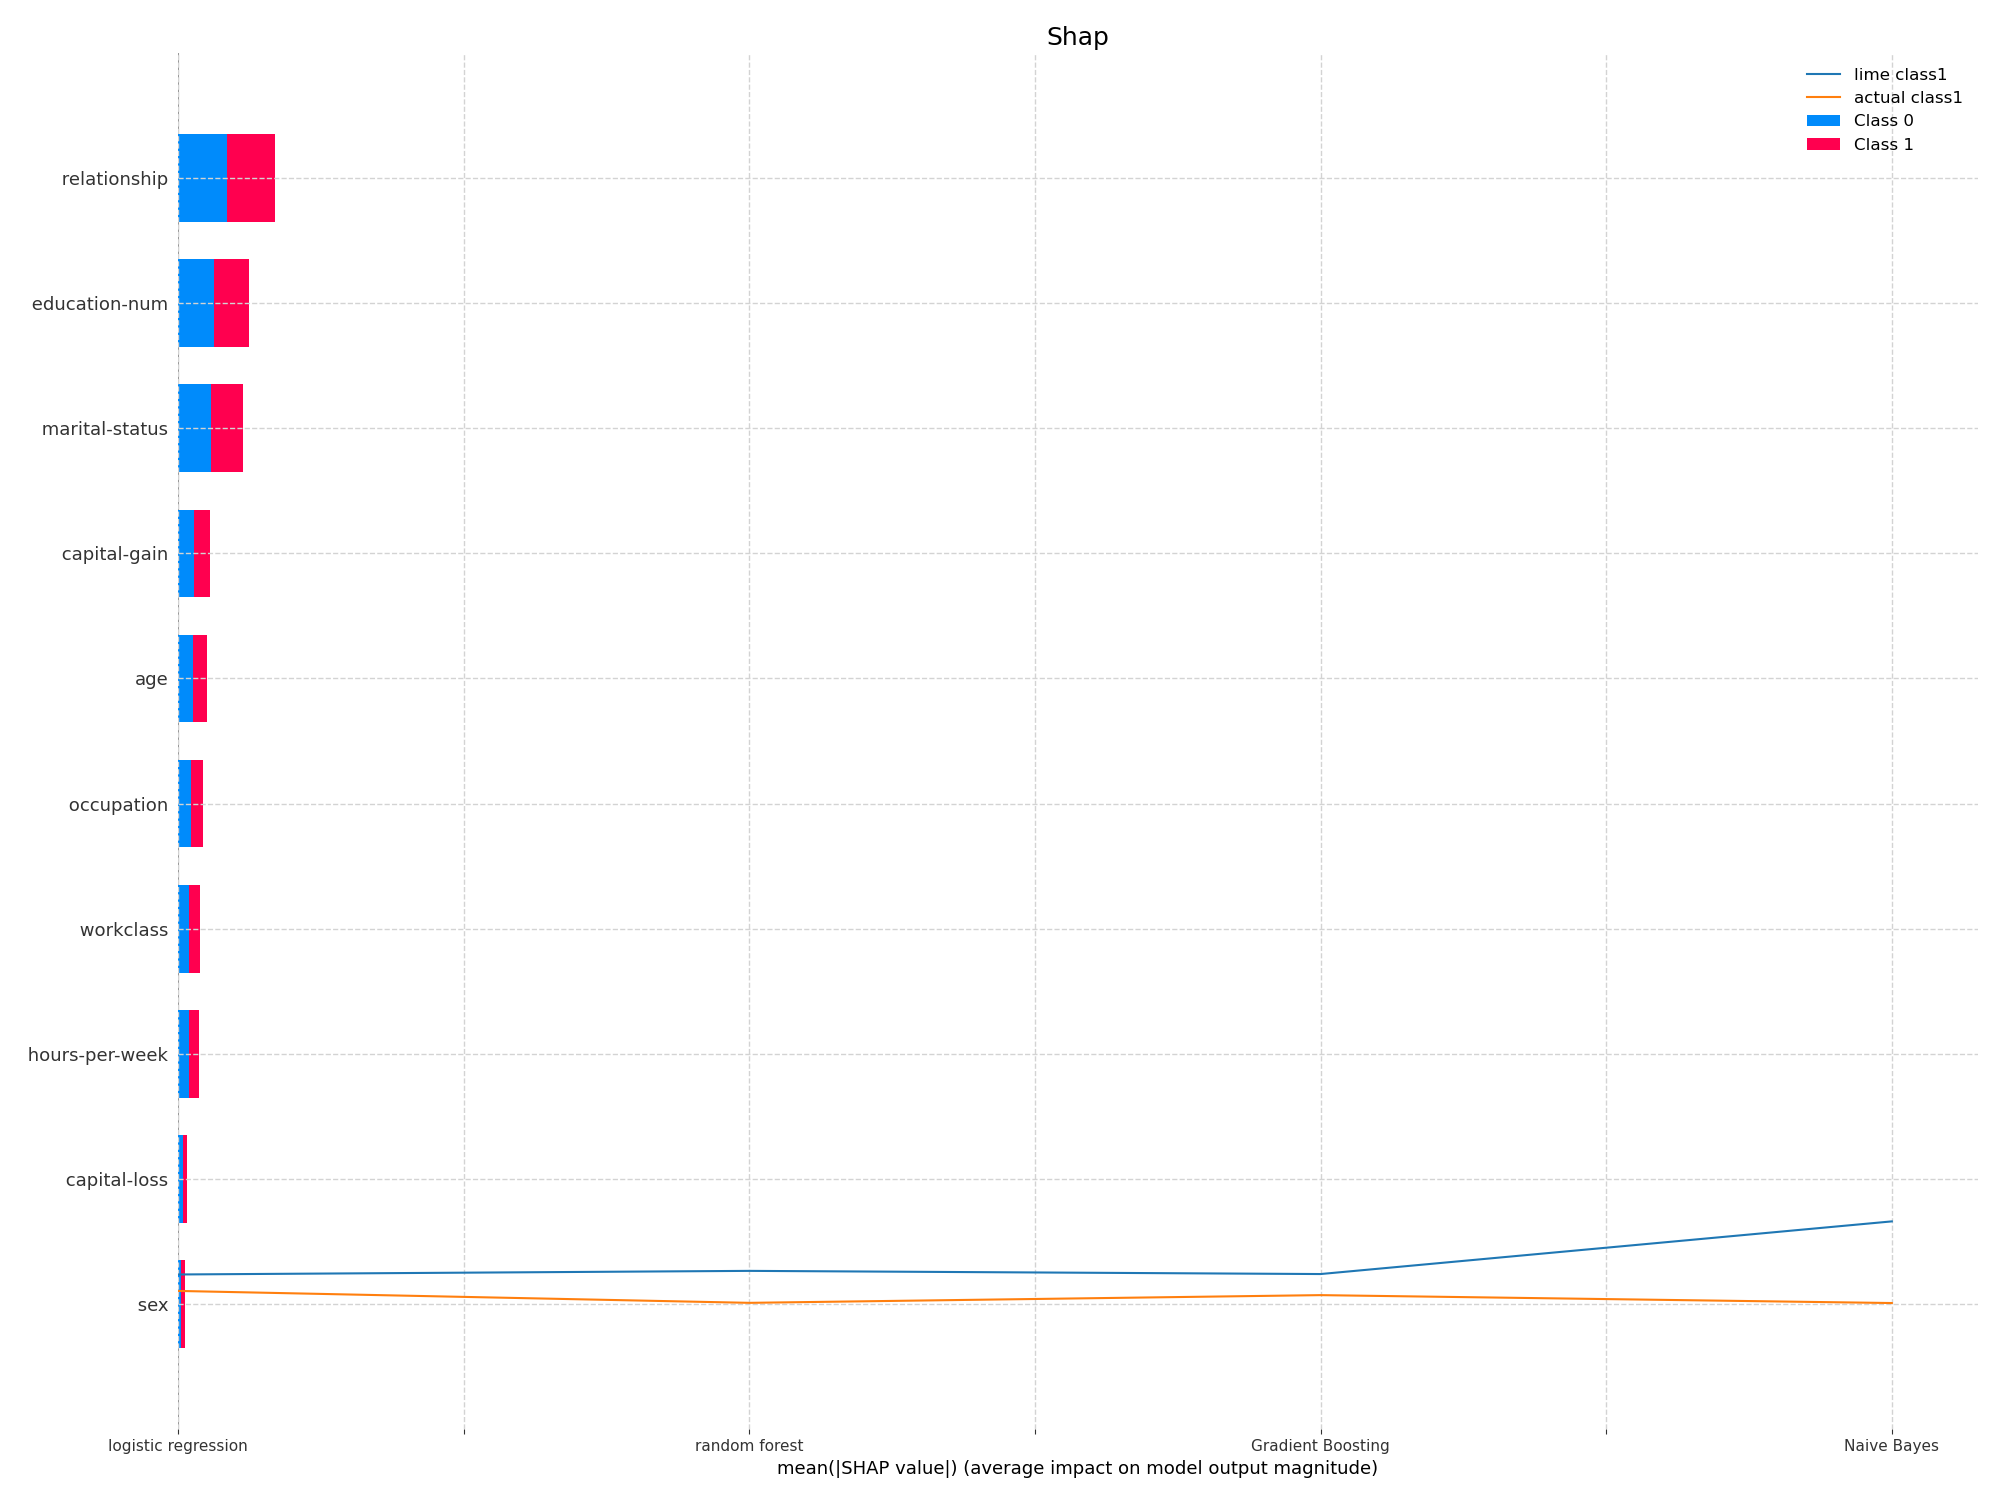 Shap
lime class1
actual class1
Class 0
Class 1
relationship
education-num
marital-status
capital-gain
age
occupation
workclass
hours-per-week
capital-loss
sex
logistic regression
random forest
Gradient Boosting
Naive Bayes
mean(|SHAP value|) (average impact on model output magnitude)